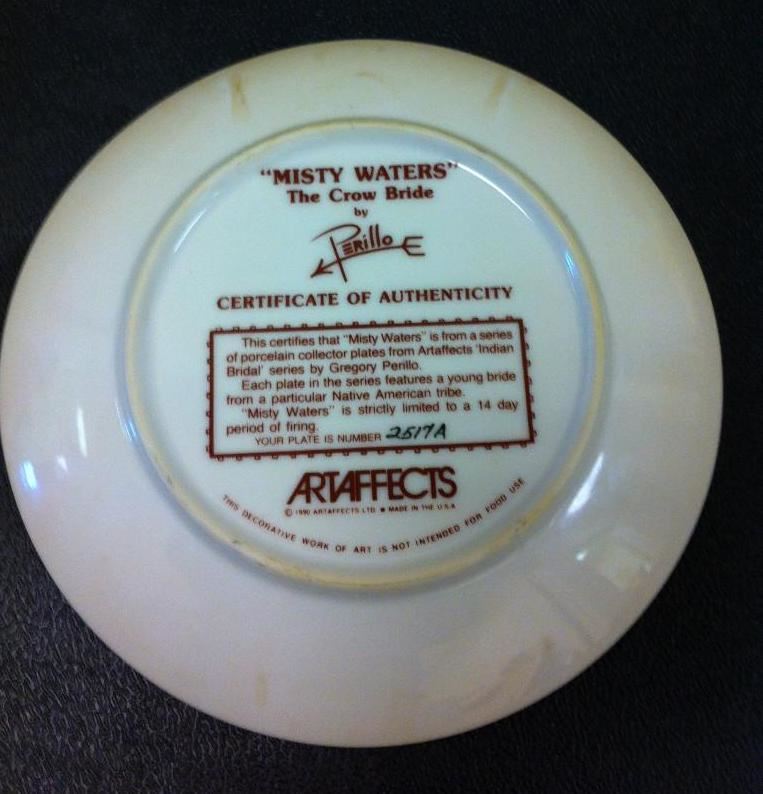 "MISTY WATERS"
The Crow Bride
by
Perillo
CERTIFICATE OF AUTHENTICITY
This certifies that "Misty Waters" is from a series
of porcelain collector plates from Artaffects 'Indian
Bridal' series by Gregory Perillo.
Each plate in the series features a young bride
from a particular Native American tribe.
"Misty Waters" is strictly limited to a 14 day
period of firing.
YOUR PLATE IS NUMBER 2517A
ARTAFFECTS
© 1990 ARTAFFECTS LTD. • MADE IN THE U.S.A.
THIS DECORATIVE WORK OF ART IS NOT INTENDED FOR FOOD USE